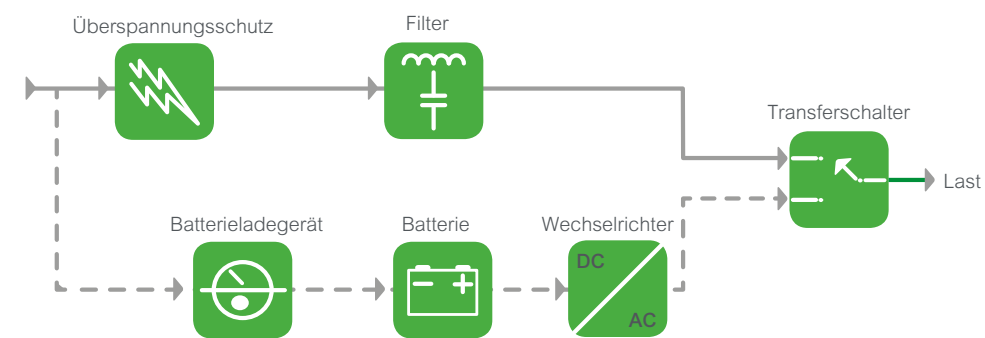 Überspannungsschutz
Filter
Transferschalter
Last
Batterieladegerät
Batterie
Wechselrichter
DC
AC